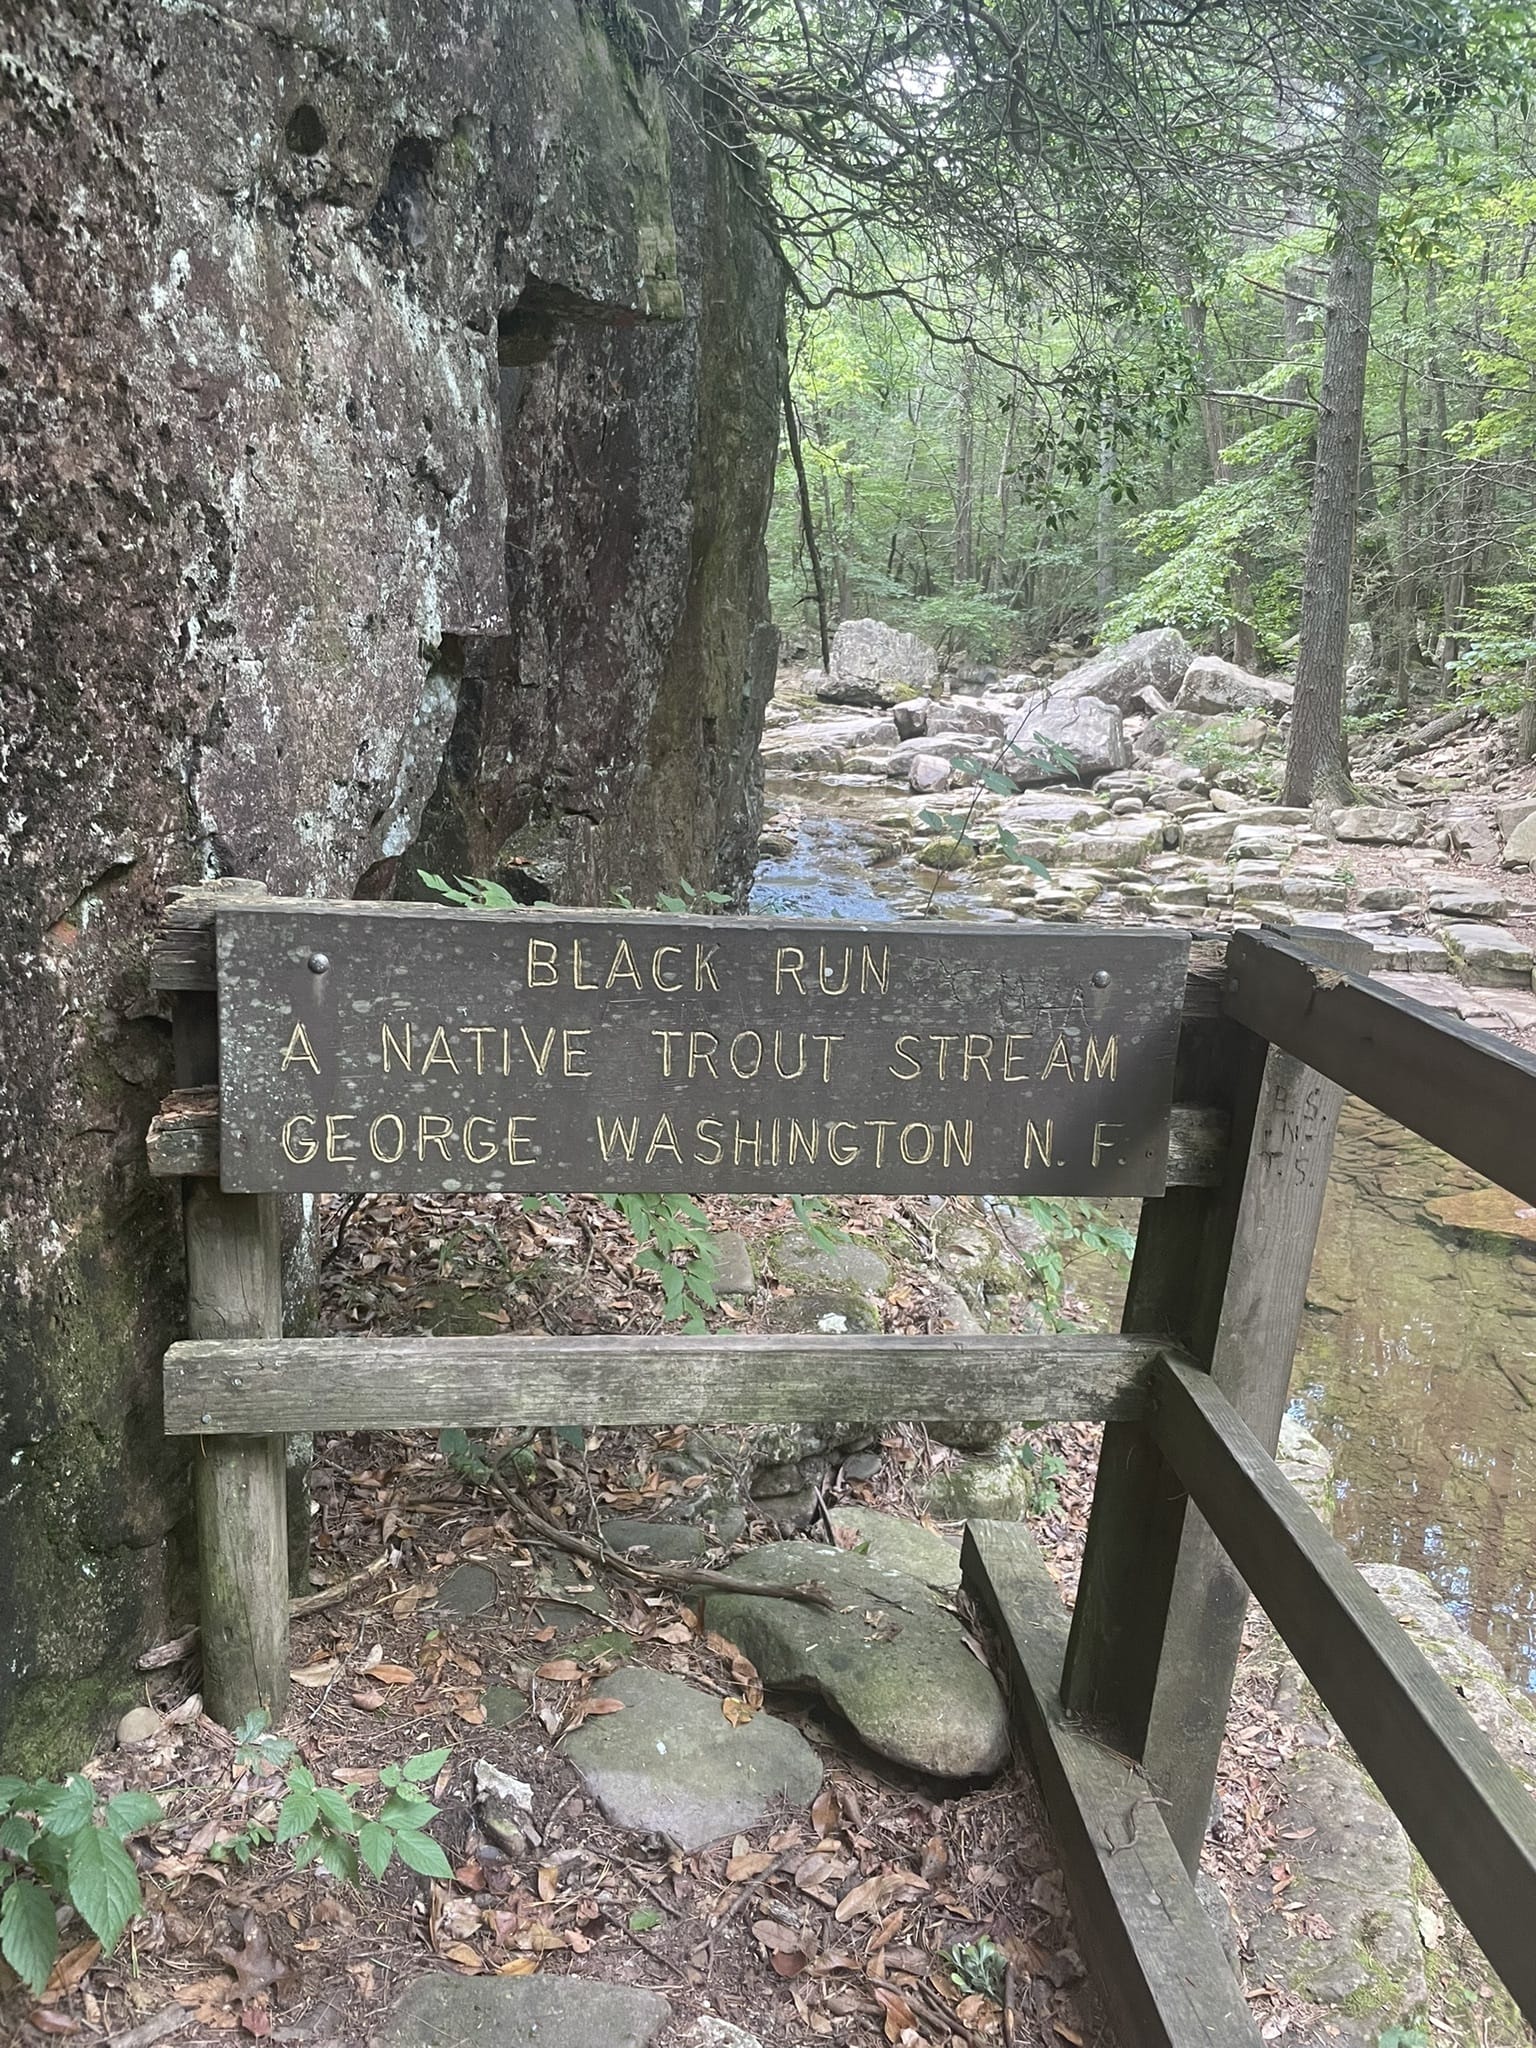 BLACK RUN
A NATIVE TROUT STREAM
GEORGE WASHINGTON N. F.
B. S.
N.
T. S.